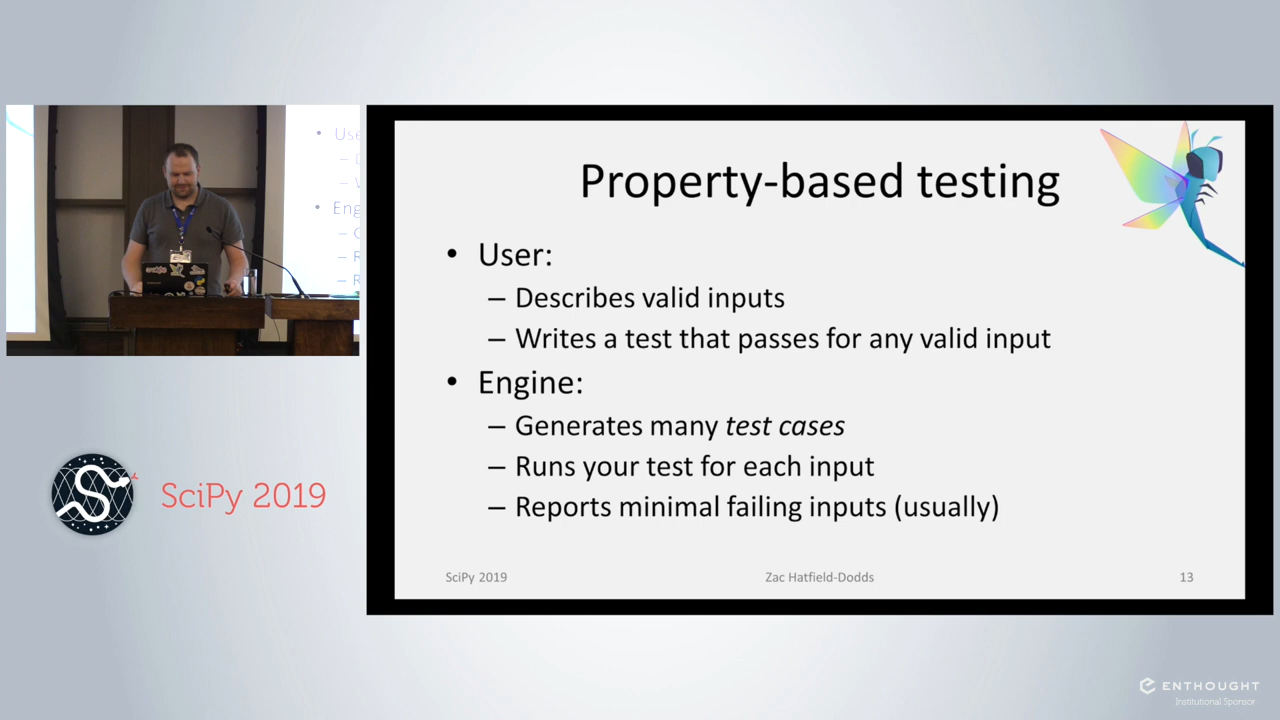 Property-based testing
• User:
– Describes valid inputs
– Writes a test that passes for any valid input
• Engine:
– Generates many test cases
– Runs your test for each input
– Reports minimal failing inputs (usually)
SciPy 2019
Zac Hatfield-Dodds
13
• Use
–
–
• Eng
–
– R
– R
SciPy 2019
ENTHOUGHT
Institutional Sponsor